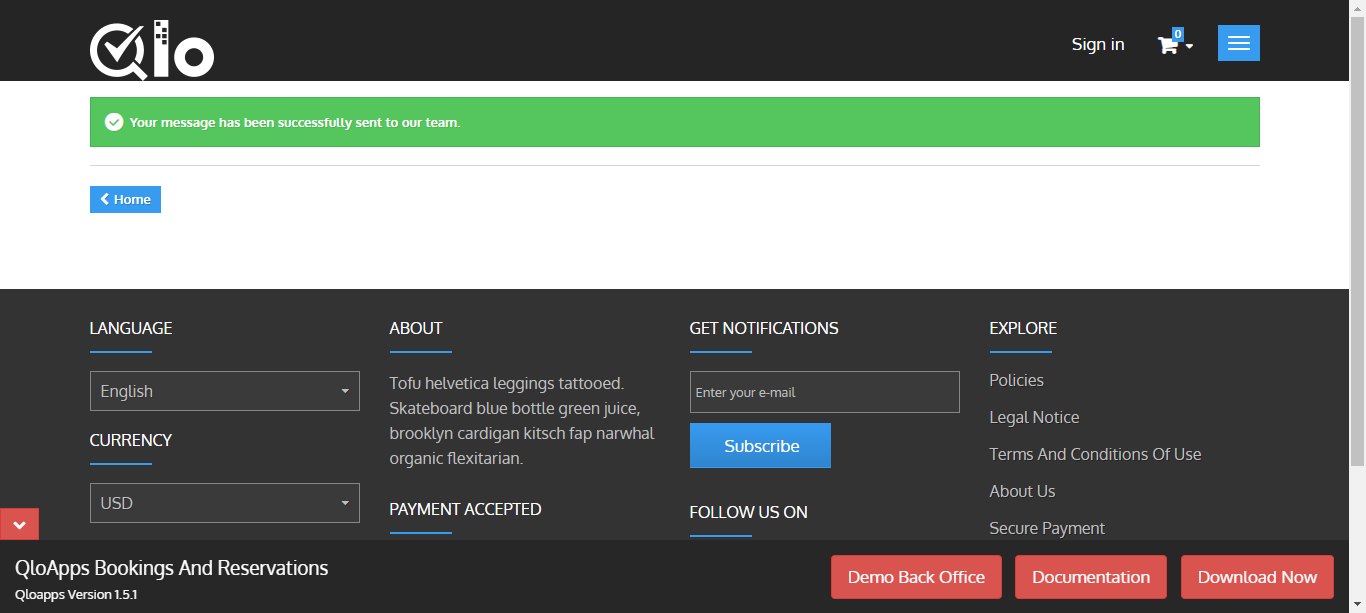 Qlo
Sign in
0
Your message has been successfully sent to our team.
Home
LANGUAGE
English
CURRENCY
USD
ABOUT
Tofu helvetica leggings tattooed.
Skateboard blue bottle green juice,
brooklyn cardigan kitsch fap narwhal
organic flexitarian.
PAYMENT ACCEPTED
GET NOTIFICATIONS
Enter your e-mail
Subscribe
FOLLOW US ON
EXPLORE
Policies
Legal Notice
Terms And Conditions Of Use
About Us
Secure Payment
QloApps Bookings And Reservations
Qloapps Version 1.5.1
Demo Back Office
Documentation
Download Now